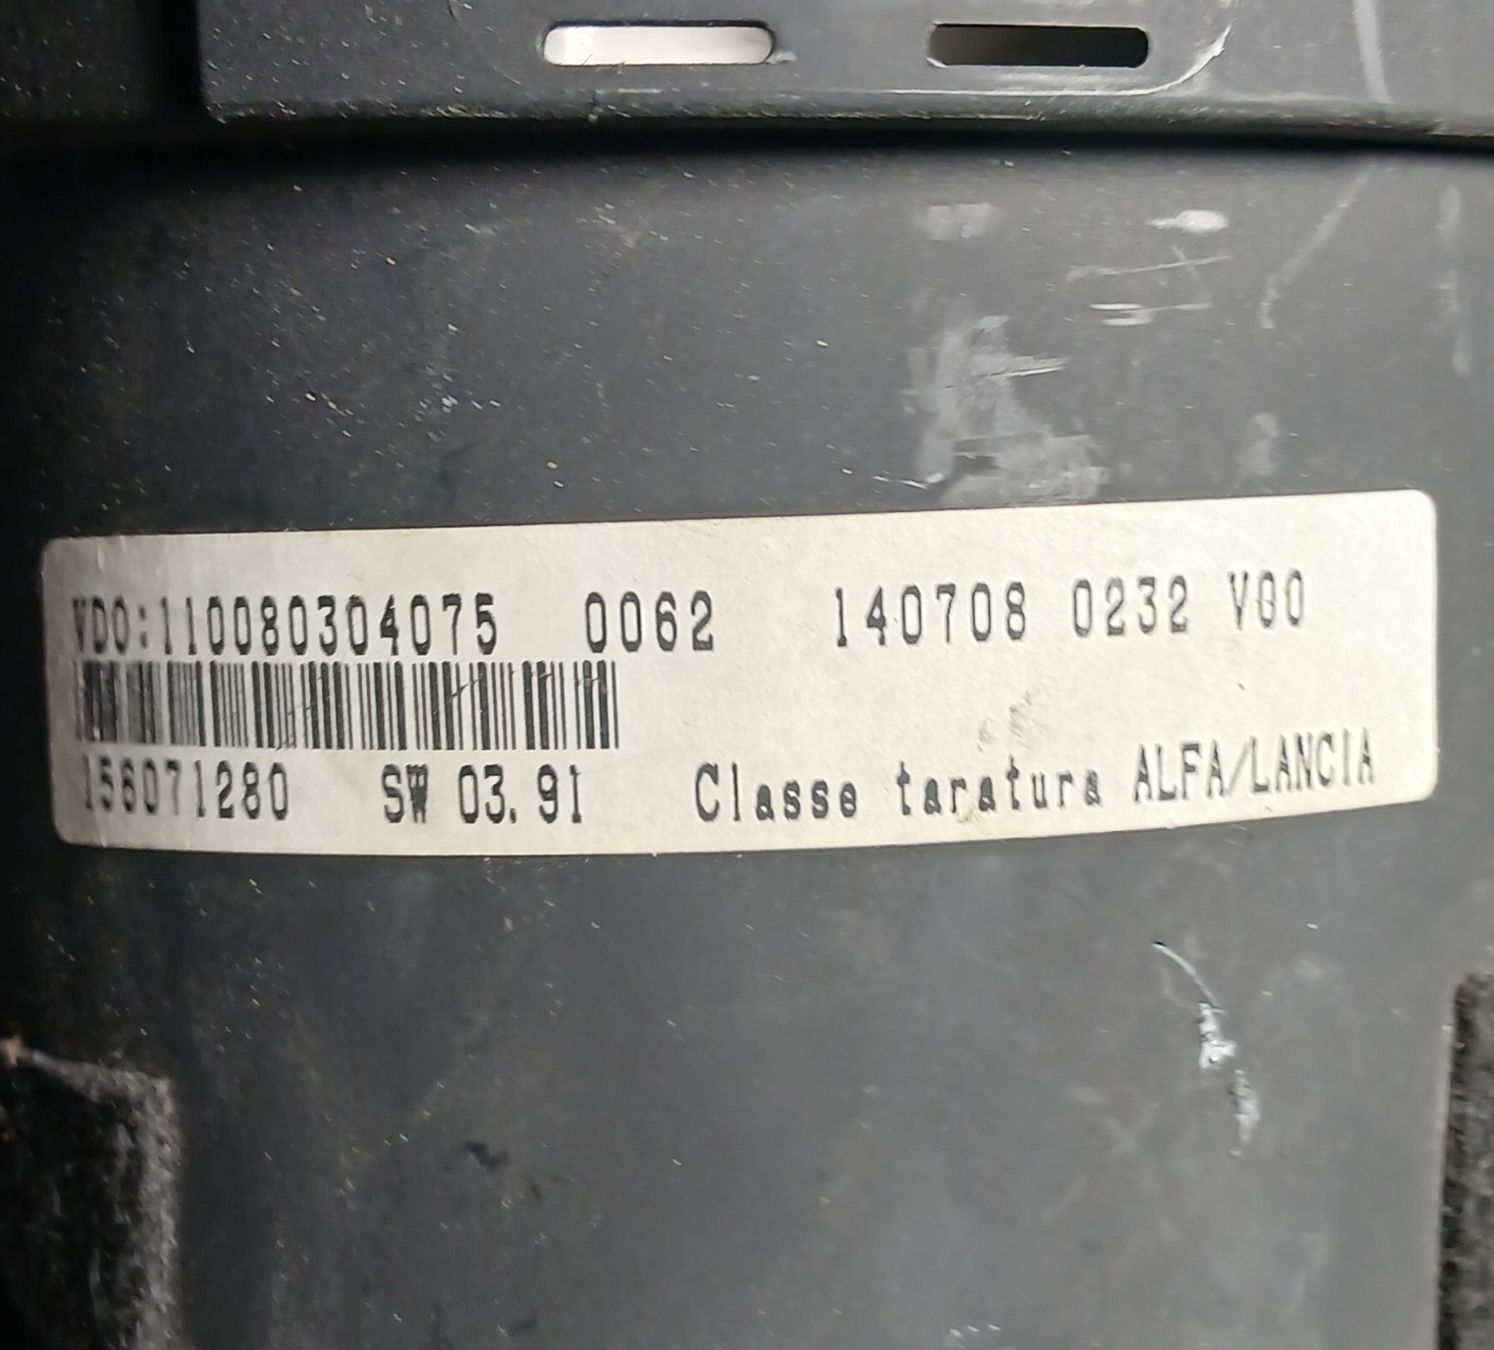 VDO:110080304075 0062 140708 0232 V00
156071280 SW 03.91 Classe taratura ALFA/LANCIA